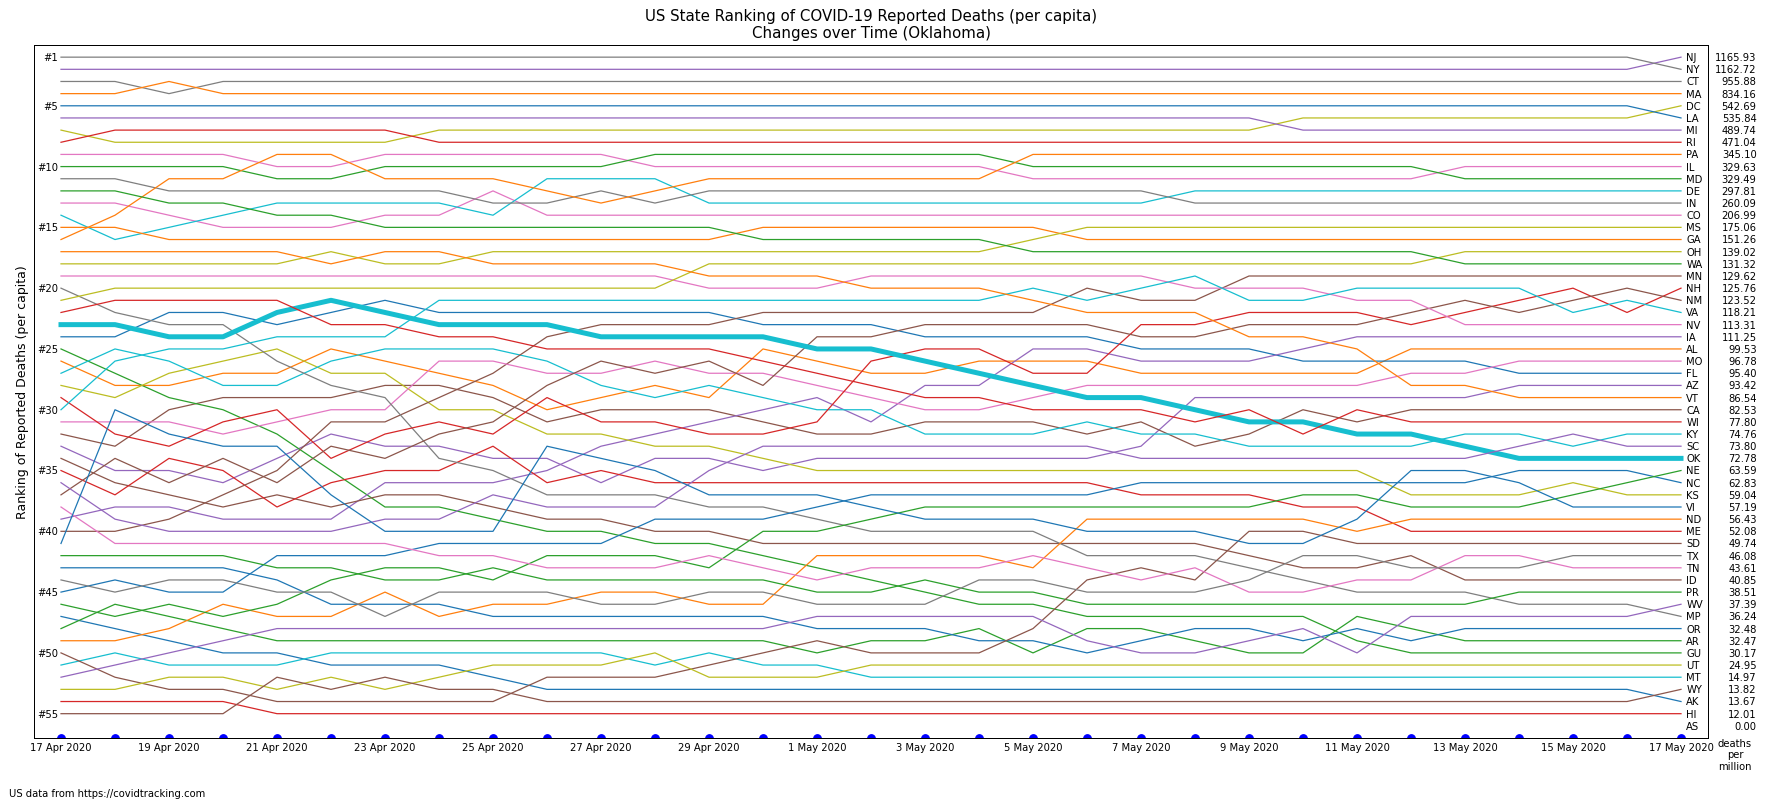 US State Ranking of COVID-19 Reported Deaths (per capita)
Changes over Time (Oklahoma)
Ranking of Reported Deaths (per capita)
#1
#5
#10
#15
#20
#25
#30
#35
#40
#45
#50
#55
NJ 1165.93
NY 1162.72
CT 955.88
MA 834.16
DC 542.69
LA 535.84
MI 489.74
RI 471.04
PA 345.10
IL 329.63
MD 329.49
DE 297.81
IN 260.09
CO 206.99
MS 175.06
GA 151.26
OH 139.02
WA 131.32
MN 129.62
NH 125.76
NM 123.52
VA 118.21
NV 113.31
IA 111.25
AL 99.53
MO 96.78
FL 95.40
AZ 93.42
VT 86.54
CA 82.53
WI 77.80
KY 74.76
SC 73.80
OK 72.78
NE 63.59
NC 62.83
KS 59.04
VI 57.19
ND 56.43
ME 52.08
SD 49.74
TX 46.08
TN 43.61
ID 40.85
PR 38.51
WV 37.39
MP 36.24
OR 32.48
AR 32.47
GU 30.17
UT 24.95
MT 14.97
WY 13.82
AK 13.67
HI 12.01
AS 0.00
17 Apr 2020 19 Apr 2020 21 Apr 2020 23 Apr 2020 25 Apr 2020 27 Apr 2020 29 Apr 2020 1 May 2020 3 May 2020 5 May 2020 7 May 2020 9 May 2020 11 May 2020 13 May 2020 15 May 2020 17 May 2020
deaths
per
million
US data from https://covidtracking.com